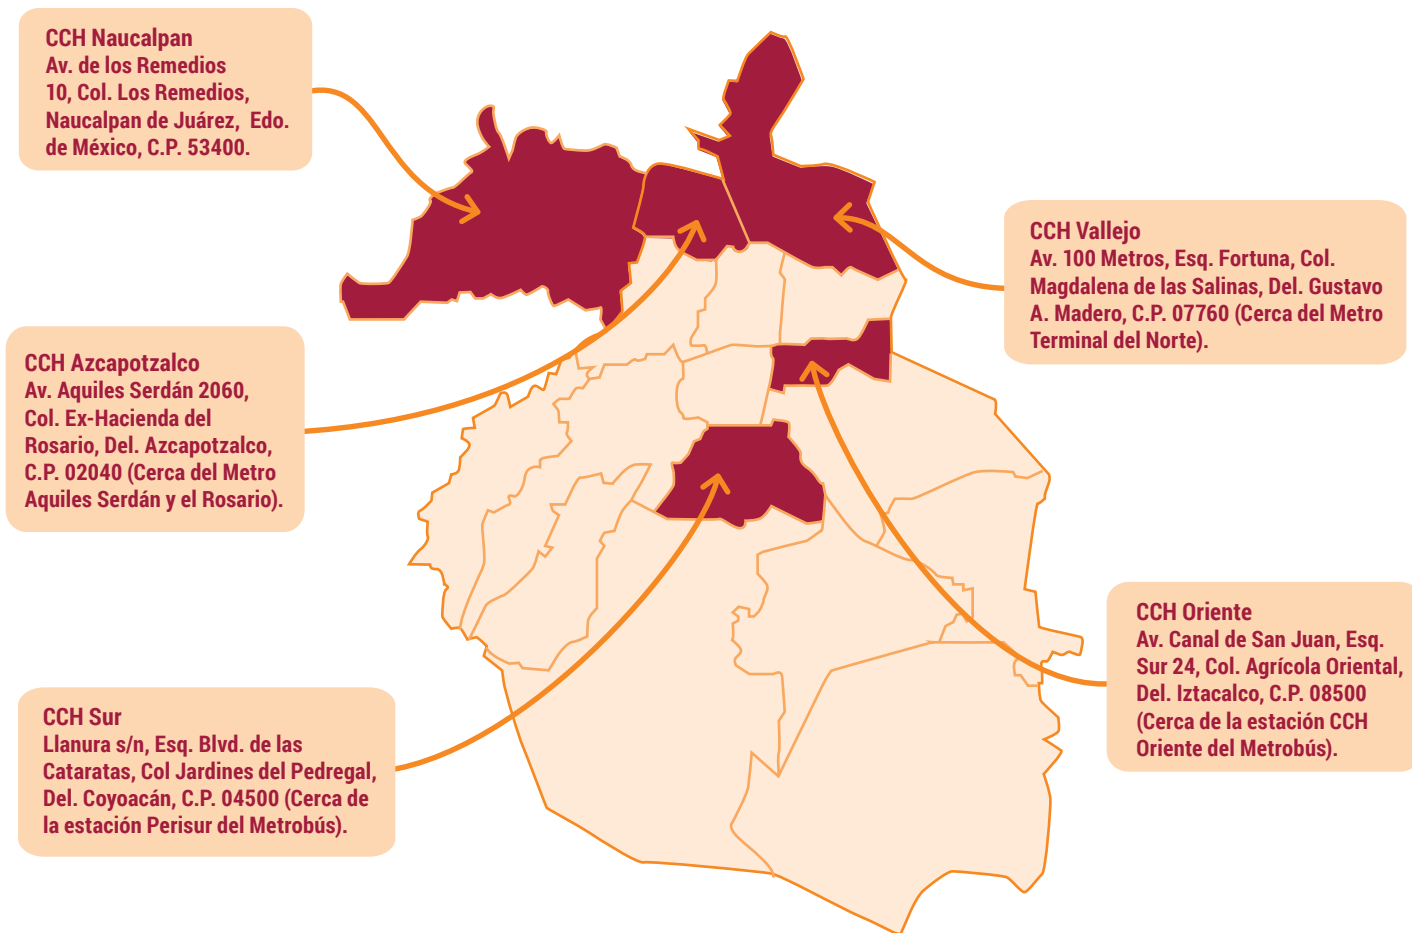 CCH Naucalpan
Av. de los Remedios
10, Col. Los Remedios,
Naucalpan de Juárez, Edo.
de México, C.P. 53400.
CCH Vallejo
Av. 100 Metros, Esq. Fortuna, Col.
Magdalena de las Salinas, Del. Gustavo
A. Madero, C.P. 07760 (Cerca del Metro
Terminal del Norte).
CCH Azcapotzalco
Av. Aquiles Serdán 2060,
Col. Ex-Hacienda del
Rosario, Del. Azcapotzalco,
C.P. 02040 (Cerca del Metro
Aquiles Serdán y el Rosario).
CCH Oriente
Av. Canal de San Juan, Esq.
Sur 24, Col. Agrícola Oriental,
Del. Iztacalco, C.P. 08500
(Cerca de la estación CCH
Oriente del Metrobús).
CCH Sur
Llanura s/n, Esq. Blvd. de las
Cataratas, Col Jardines del Pedregal,
Del. Coyoacán, C.P. 04500 (Cerca de
la estación Perisur del Metrobús).